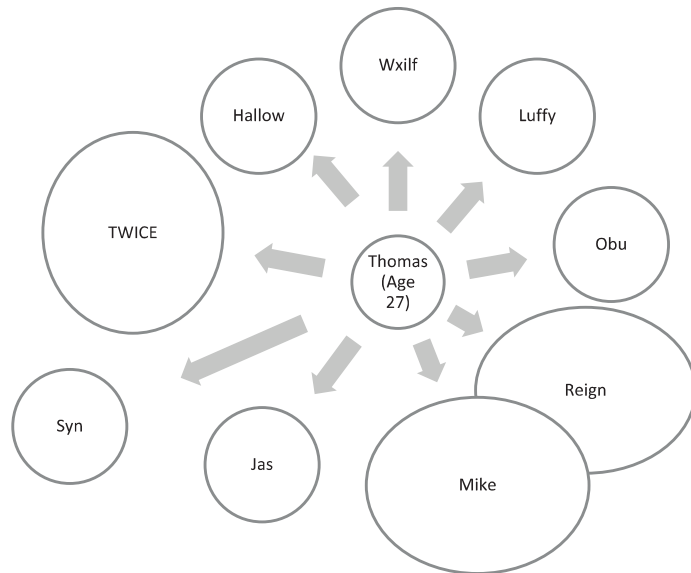 Wxilf
Hallow
Luffy
TWICE
Obu
Thomas
(Age
27)
Reign
Syn
Jas
Mike